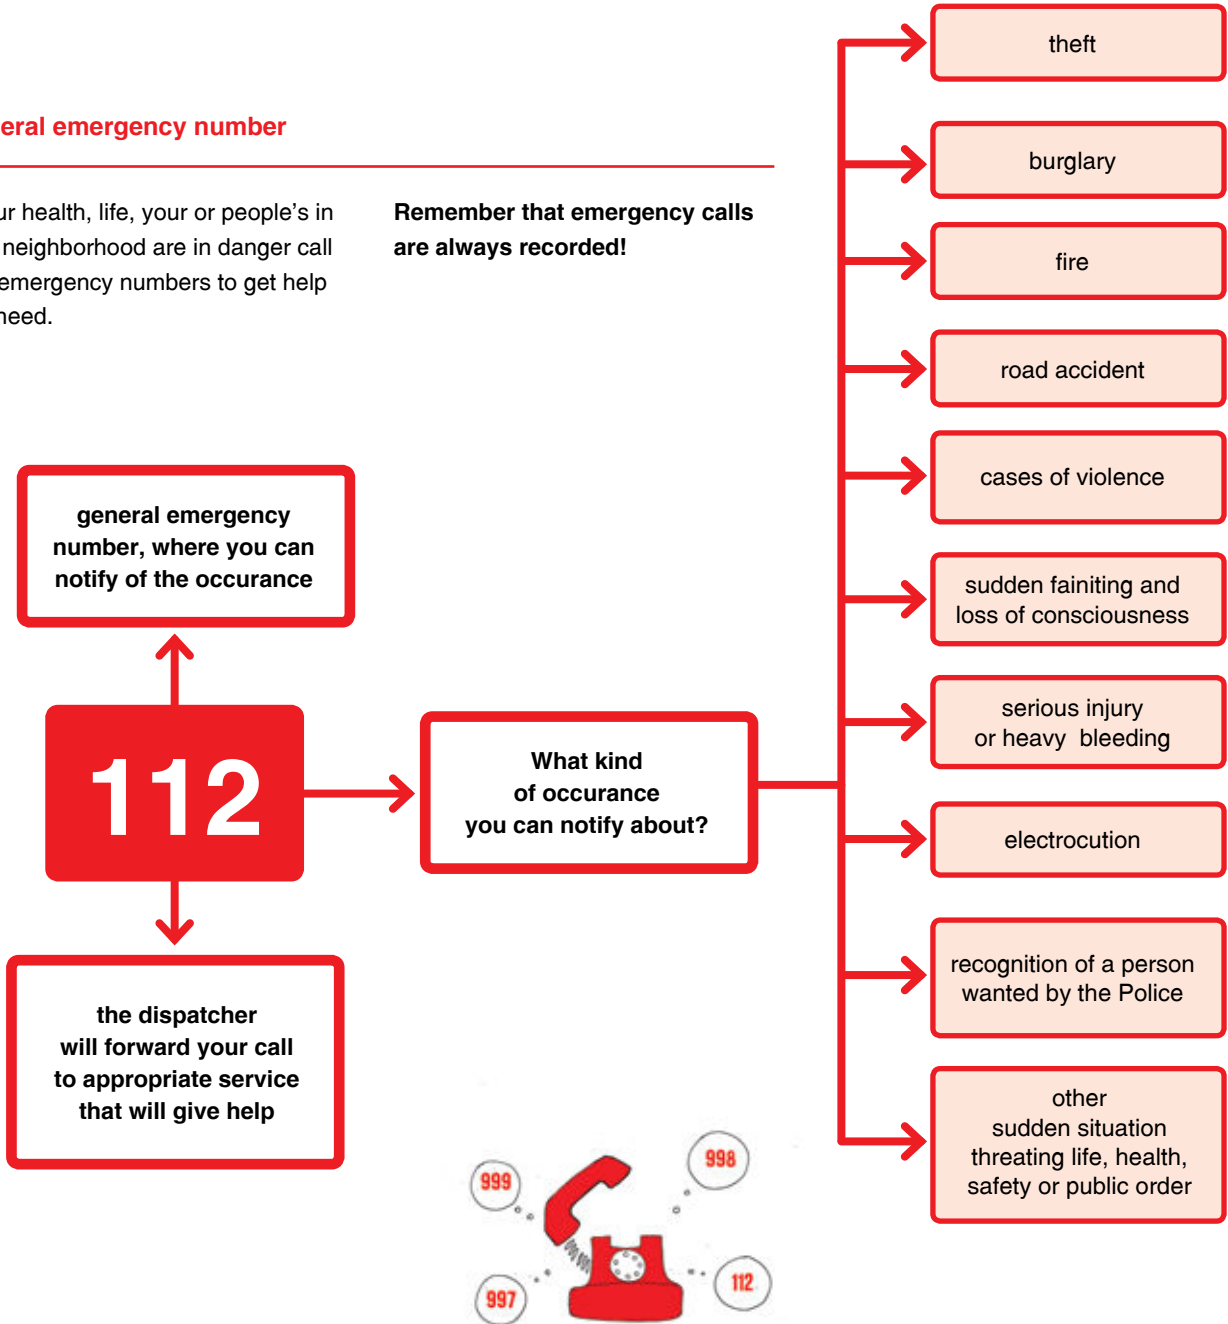 eral emergency number
ur health, life, your or people's in
neighborhood are in danger call
emergency numbers to get help
need.
Remember that emergency calls
are always recorded!
general emergency
number, where you can
notify of the occurance
112
the dispatcher
will forward your call
to appropriate service
that will give help
What kind
of occurance
you can notify about?
theft
burglary
fire
road accident
cases of violence
sudden fainiting and
loss of consciousness
serious injury
or heavy bleeding
electrocution
recognition of a person
wanted by the Police
other
sudden situation
threating life, health,
safety or public order
999
998
997
112